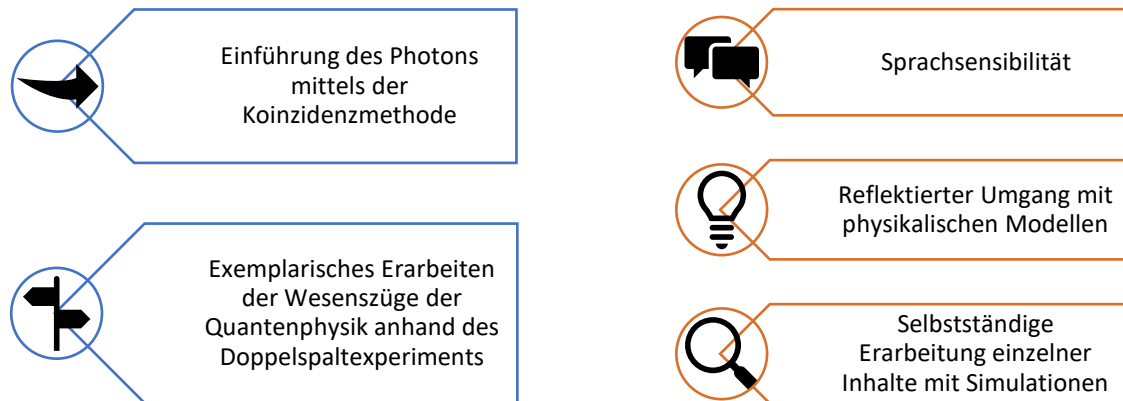 Einführung des Photons
mittels der
Koinzidenzmethode
Exemplarisches Erarbeiten
der Wesenszüge der
Quantenphysik anhand des
Doppelspaltexperiments
Sprachsensibilität
Reflektierter Umgang mit
physikalischen Modellen
Selbstständige
Erarbeitung einzelner
Inhalte mit Simulationen